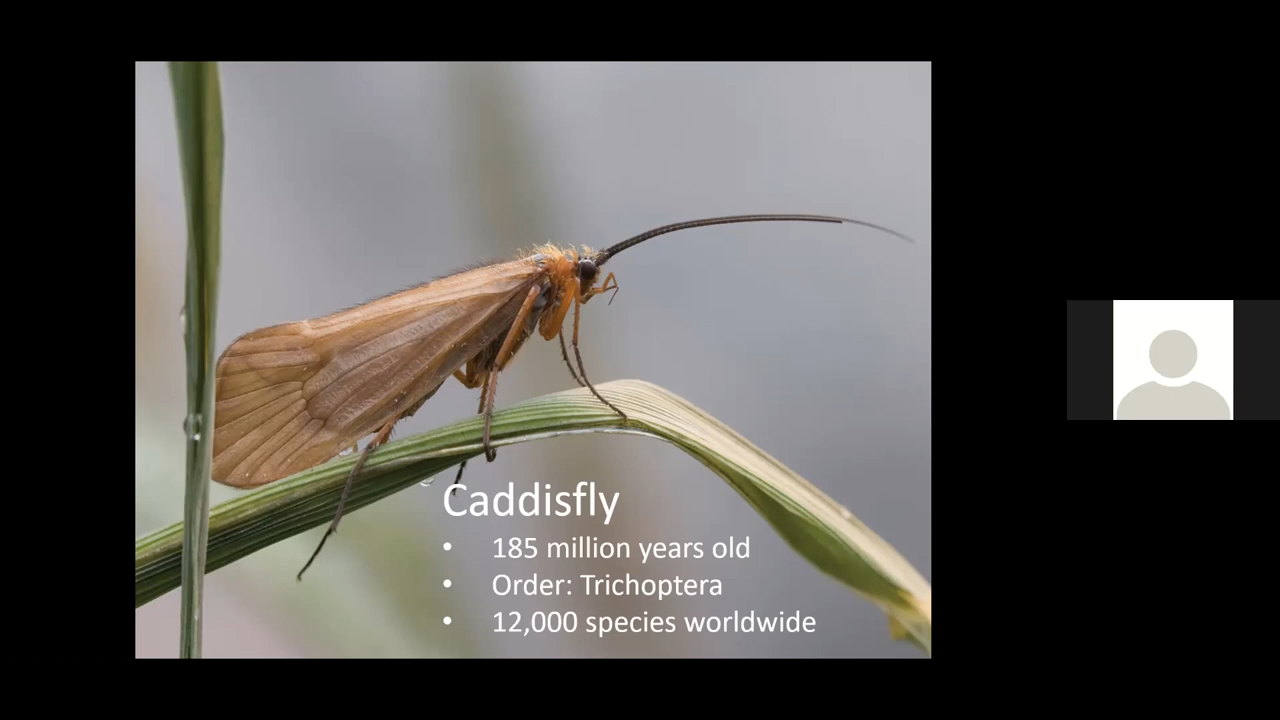 Caddisfly
• 185 million years old
• Order: Trichoptera
• 12,000 species worldwide